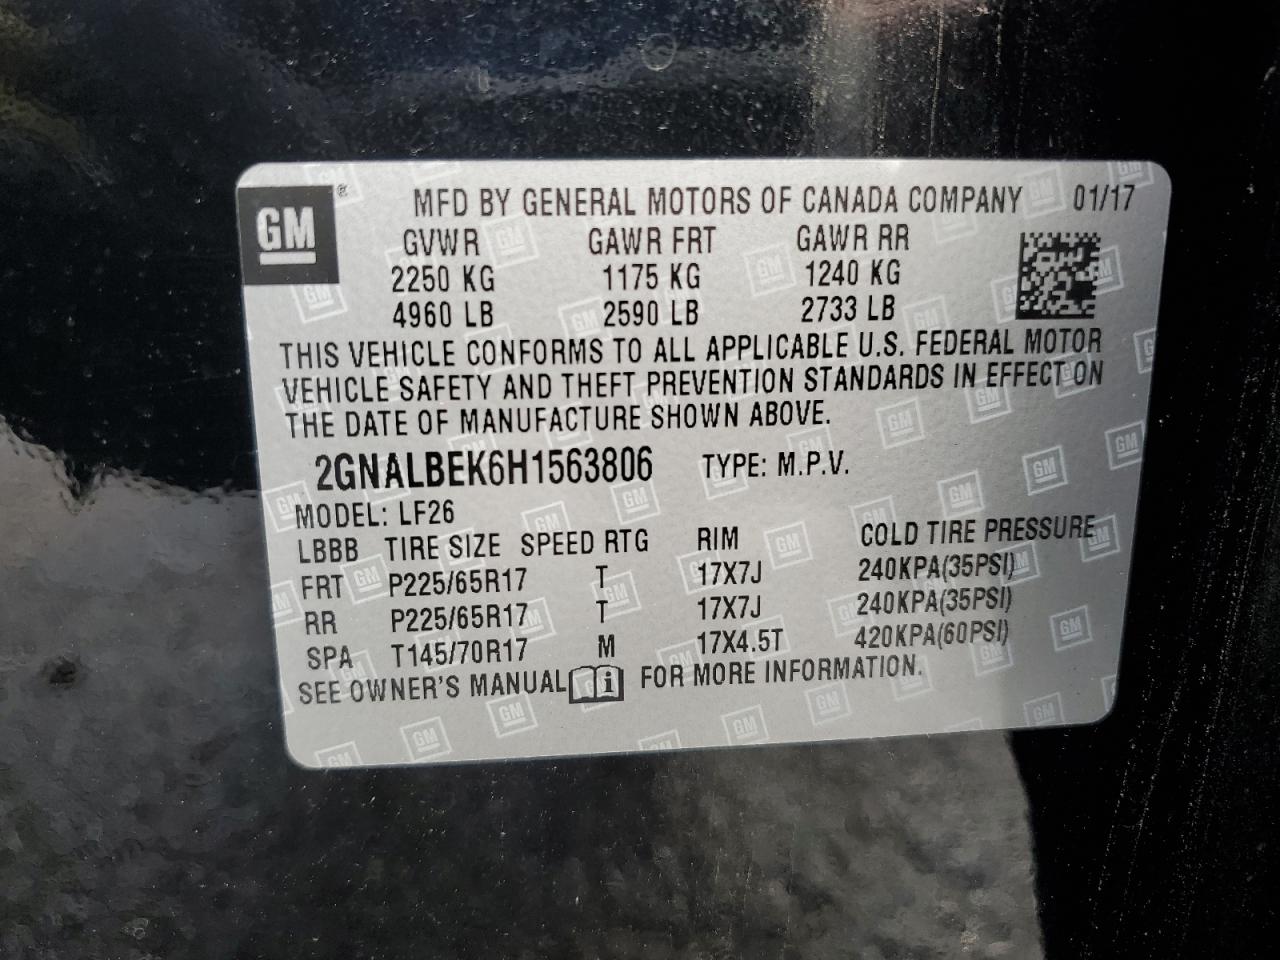 GM ® MFD BY GENERAL MOTORS OF CANADA COMPANY 01/17
GVWR GAWR FRT GAWR RR
2250 KG 1175 KG 1240 KG
4960 LB 2590 LB 2733 LB
THIS VEHICLE CONFORMS TO ALL APPLICABLE U.S. FEDERAL MOTOR
VEHICLE SAFETY AND THEFT PREVENTION STANDARDS IN EFFECT ON
THE DATE OF MANUFACTURE SHOWN ABOVE.
2GNALBEK6H1563806 TYPE: M.P.V.
MODEL: LF26
LBBB TIRE SIZE SPEED RTG RIM COLD TIRE PRESSURE
FRT P225/65R17 T 17X7J 240KPA(35PSI)
RR P225/65R17 T 17X7J 240KPA(35PSI)
SPA T145/70R17 M 17X4.5T 420KPA(60PSI)
SEE OWNER'S MANUAL i FOR MORE INFORMATION.